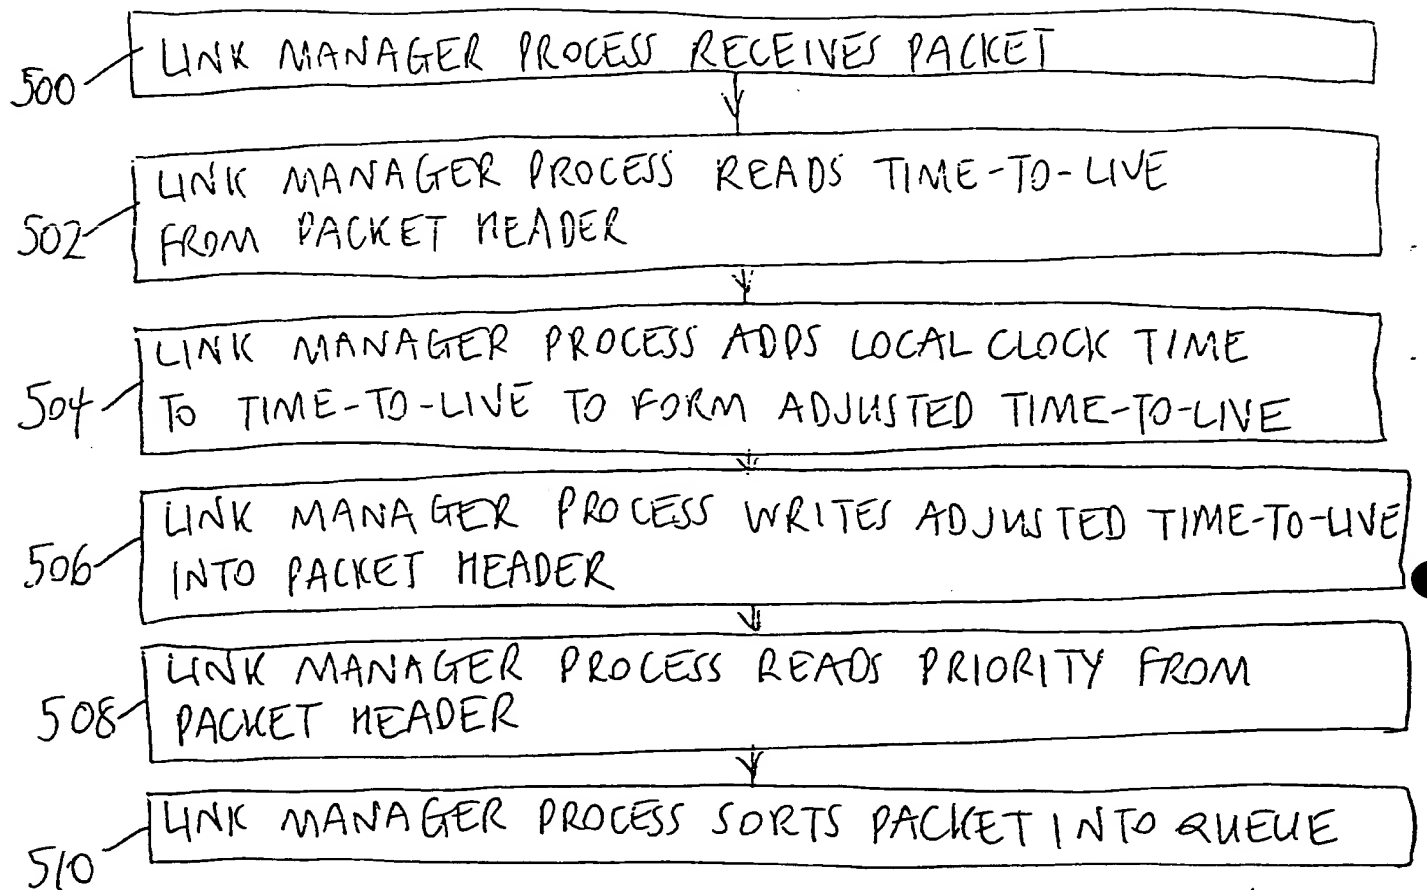 500 LINK MANAGER PROCESS RECEIVES PACKET
LINK MANAGER PROCESS READS TIME-TO-LIVE
502 FROM PACKET HEADER
LINK MANAGER PROCESS ADDS LOCAL CLOCK TIME
504 TO TIME-TO-LIVE TO FORM ADJUSTED TIME-TO-LIVE
LINK MANAGER PROCESS WRITES ADJUSTED TIME-TO-LIVE
506 INTO PACKET HEADER
LINK MANAGER PROCESS READS PRIORITY FROM
508 PACKET HEADER
LINK MANAGER PROCESS SORTS PACKET INTO QUEUE
510